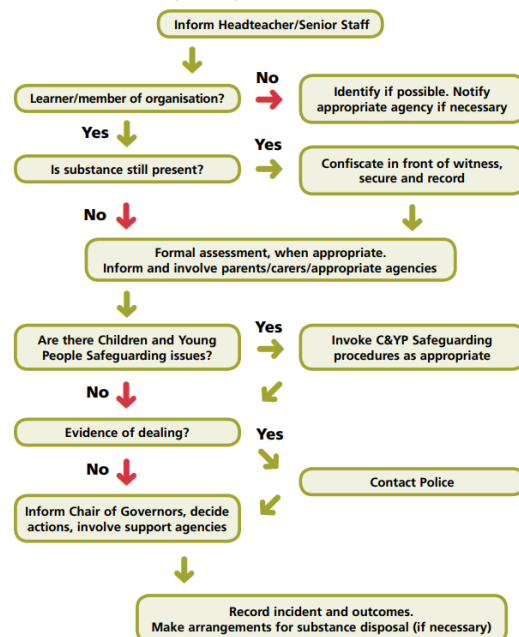 Inform Headteacher/Senior Staff
No
Learner/member of organisation?
Identify if possible. Notify
appropriate agency if necessary
Yes
Yes
Is substance still present?
Confiscate in front of witness,
secure and record
No
Formal assessment, when appropriate.
Inform and involve parents/carers/appropriate agencies
Yes
Are there Children and Young
People Safeguarding issues?
Invoke C&YP Safeguarding
procedures as appropriate
No
Evidence of dealing?
Yes
No
Contact Police
Inform Chair of Governors, decide
actions, involve support agencies
Record incident and outcomes.
Make arrangements for substance disposal (if necessary)